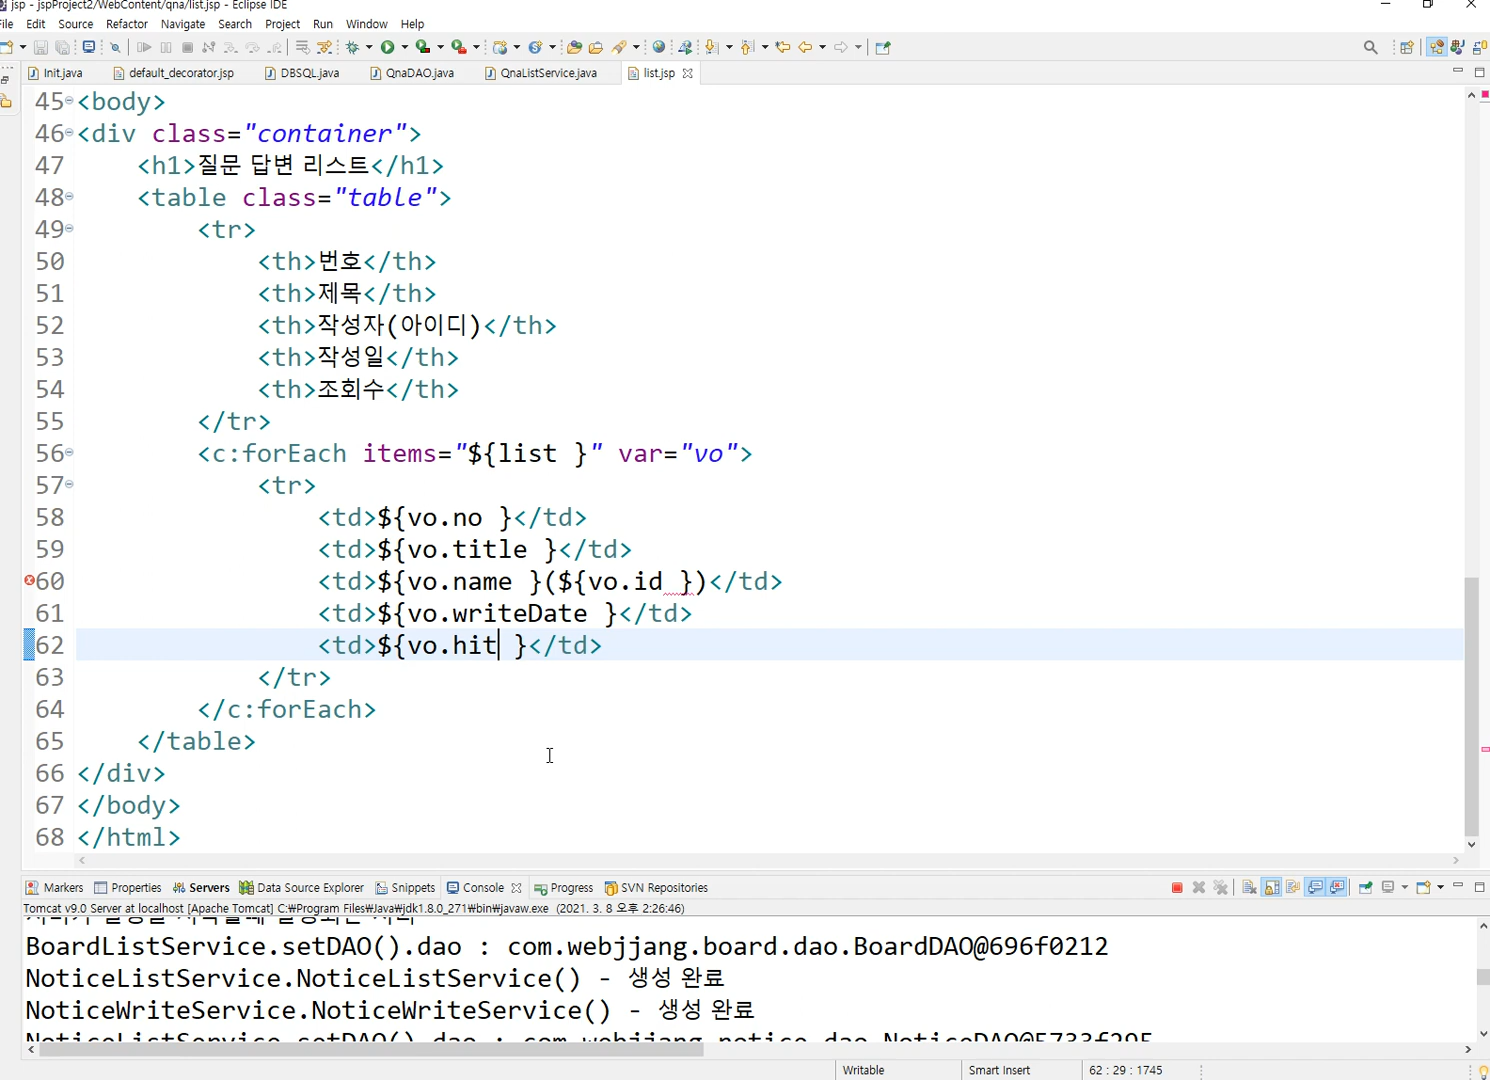 jsp - jspProject2/WebContent/qna/list.jsp - Eclipse IDE
File Edit Source Refactor Navigate Search Project Run Window Help
Init.java default_decorator.jsp DBSQL.java QnaDAO.java QnaListService.java list.jsp
45 <body>
46 <div class="container">
47 <h1>질문 답변 리스트</h1>
48 <table class="table">
49 <tr>
50 <th>번호</th>
51 <th>제목</th>
52 <th>작성자(아이디)</th>
53 <th>작성일</th>
54 <th>조회수</th>
55 </tr>
56 <c:forEach items="${list }" var="vo">
57 <tr>
58 <td>${vo.no }</td>
59 <td>${vo.title }</td>
60 <td>${vo.name }(${vo.id })</td>
61 <td>${vo.writeDate }</td>
62 <td>${vo.hit }</td>
63 </tr>
64 </c:forEach>
65 </table>
66 </div>
67 </body>
68 </html>
Markers Properties Servers Data Source Explorer Snippets Console Progress SVN Repositories
Tomcat v9.0 Server at localhost [Apache Tomcat] C:₩Program Files₩Java₩jdk1.8.0_271₩bin₩javaw.exe (2021. 3. 8 오후 2:26:46)
BoardListService.setDAO().dao : com.webjjang.board.dao.BoardDAO@696f0212
NoticeListService.NoticeListService() - 생성 완료
NoticeWriteService.NoticeWriteService() - 생성 완료
NoticeListService.setDAO().dao : com.webjjang.notice.dao.NoticeDAO@5733f295
Writable Smart Insert 62 : 29 : 1745